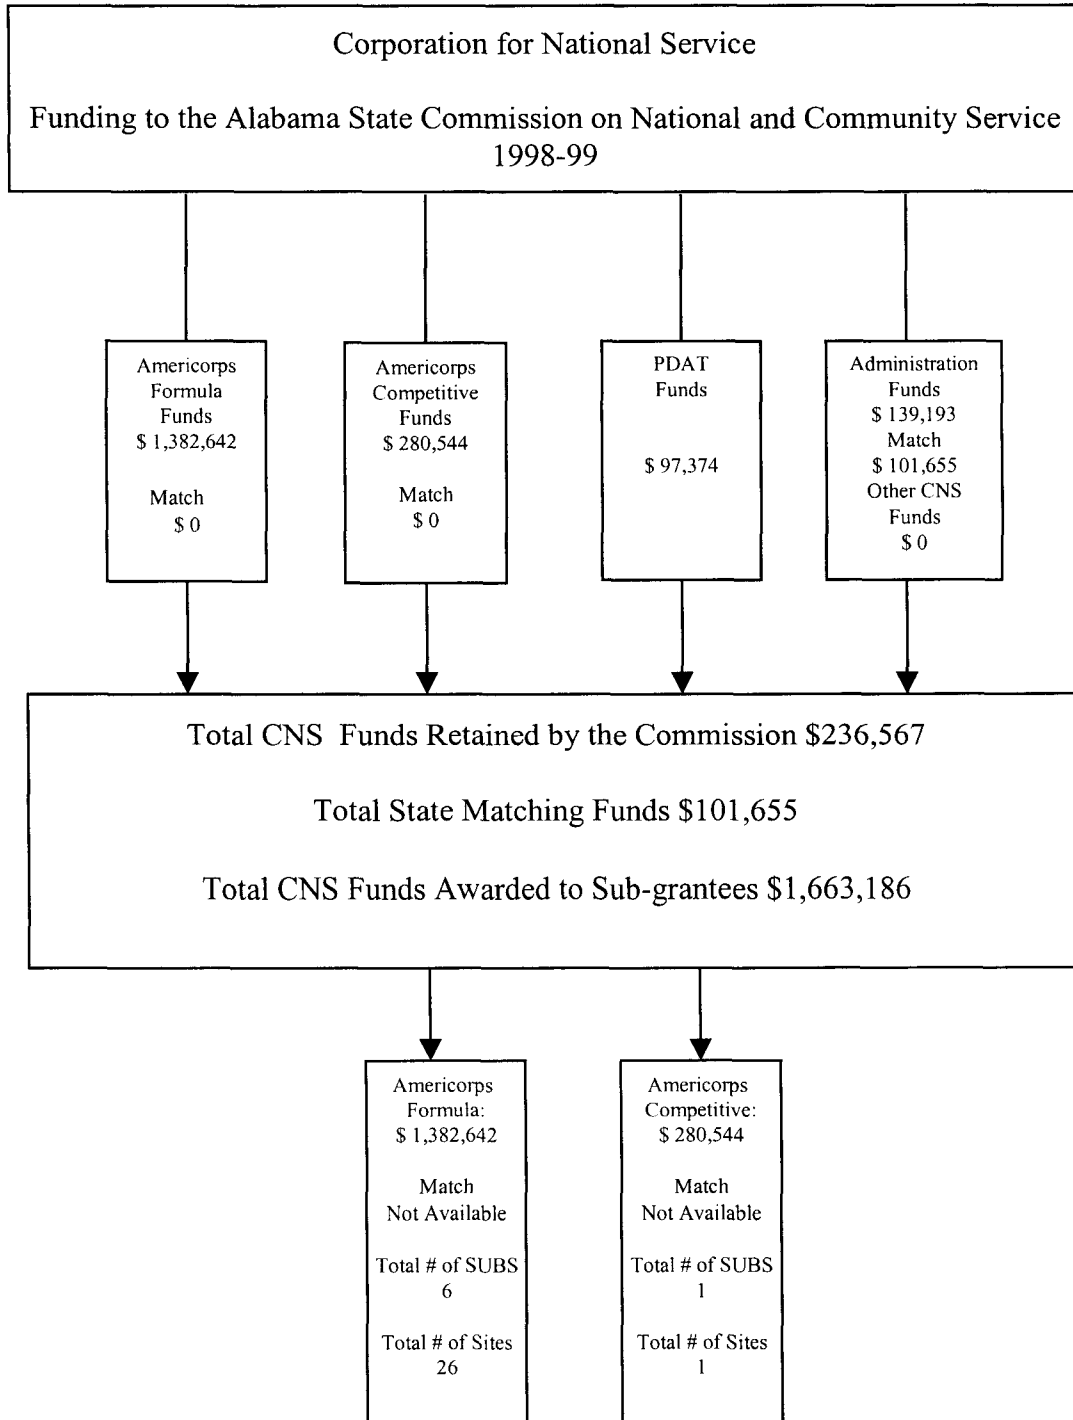 Corporation for National Service
Funding to the Alabama State Commission on National and Community Service
1998-99
Americorps
Formula
Funds
$ 1,382,642
Match
$ 0
Americorps
Competitive
Funds
$ 280,544
Match
$ 0
PDAT
Funds
$ 97,374
Administration
Funds
$ 139,193
Match
$ 101,655
Other CNS
Funds
$ 0
Total CNS Funds Retained by the Commission $236,567
Total State Matching Funds $101,655
Total CNS Funds Awarded to Sub-grantees $1,663,186
Americorps
Formula:
$ 1,382,642
Match
Not Available
Total # of SUBS
6
Total # of Sites
26
Americorps
Competitive:
$ 280,544
Match
Not Available
Total # of SUBS
1
Total # of Sites
1